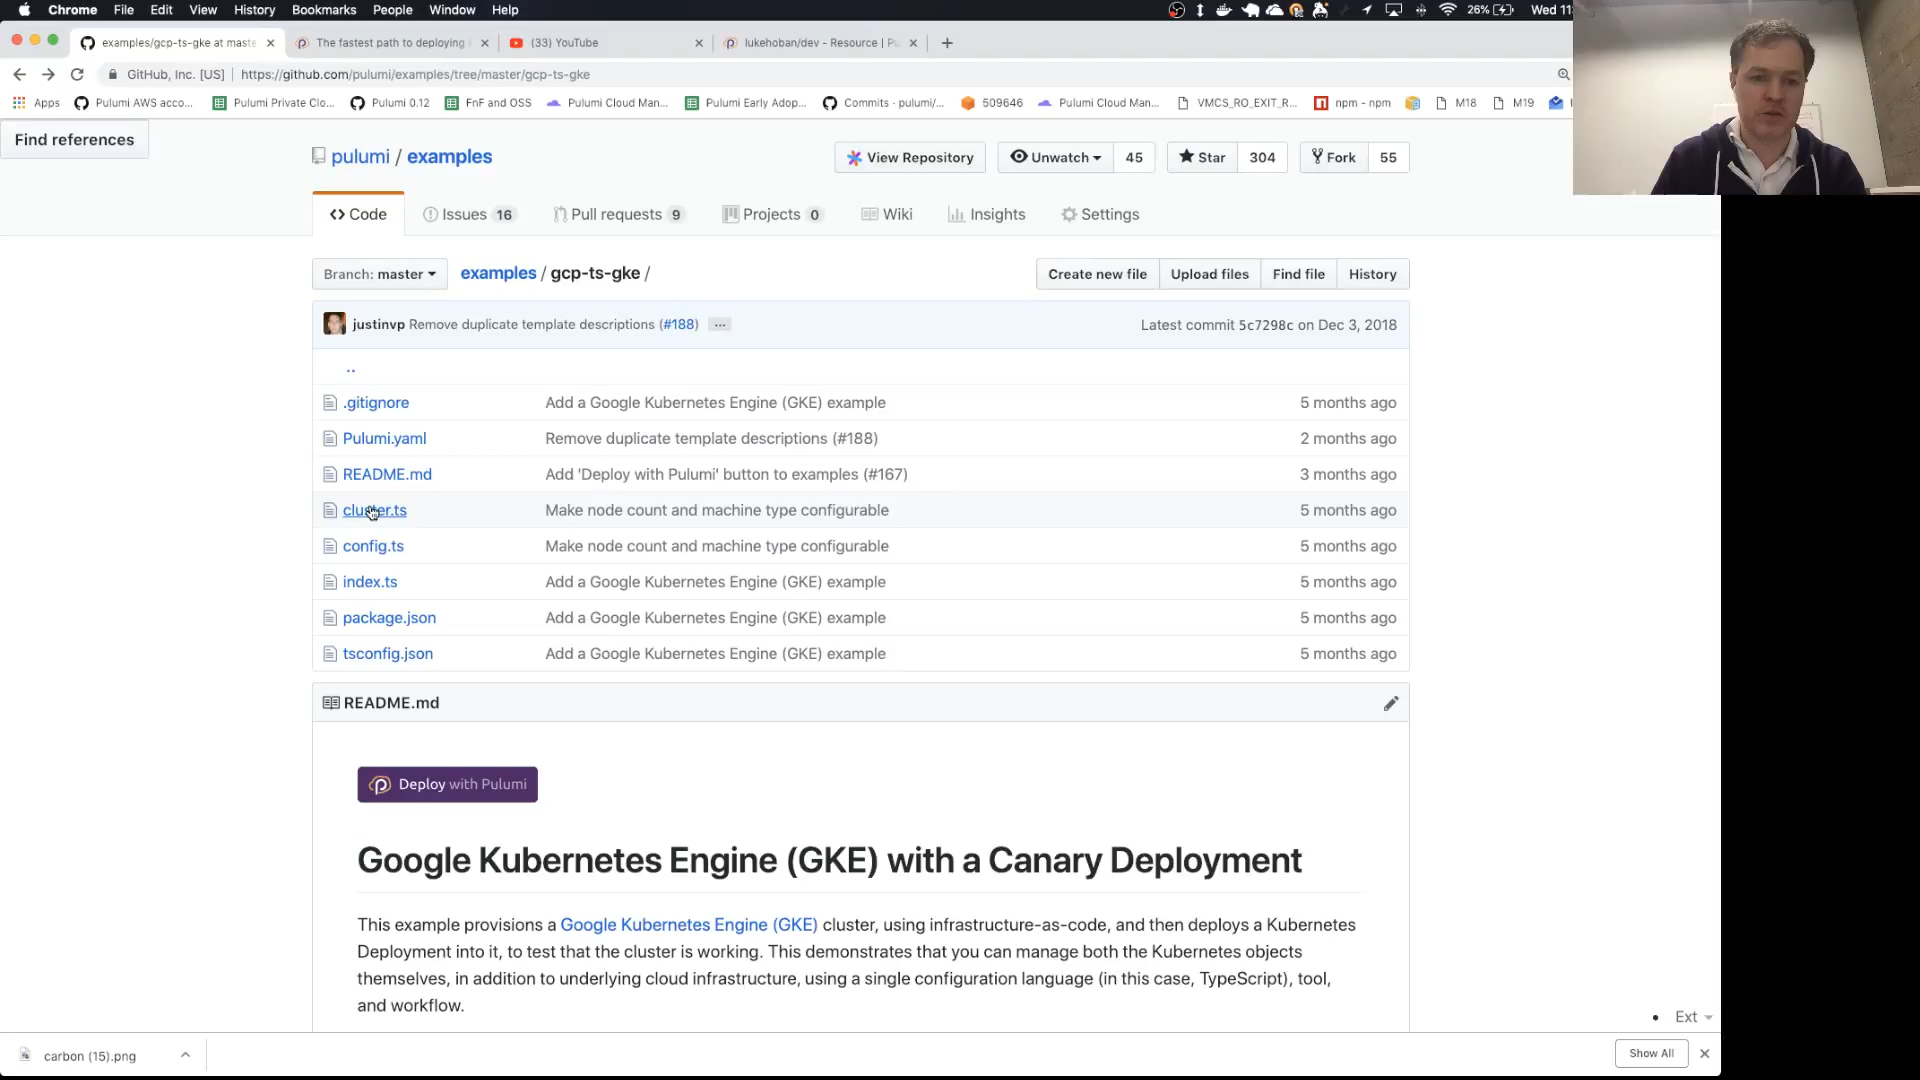 Chrome File Edit View History Bookmarks People Window Help
26% Wed 11
examples/gcp-ts-gke at maste
The fastest path to deploying
(33) YouTube
lukehoban/dev - Resource | P
GitHub, Inc. [US] https://github.com/pulumi/examples/tree/master/gcp-ts-gke
Apps Pulumi AWS acco... Pulumi Private Clo... Pulumi 0.12 FnF and OSS Pulumi Cloud Man... Pulumi Early Adop... Commits · pulumi/... 509646 Pulumi Cloud Man... VMCS_RO_EXIT_R... npm - npm M18 M19
Find references
pulumi / examples
View Repository Unwatch 45 Star 304 Fork 55
Code Issues 16 Pull requests 9 Projects 0 Wiki Insights Settings
Branch: master examples / gcp-ts-gke / Create new file Upload files Find file History
justinvp Remove duplicate template descriptions (#188) ... Latest commit 5c7298c on Dec 3, 2018
..
.gitignore Add a Google Kubernetes Engine (GKE) example 5 months ago
Pulumi.yaml Remove duplicate template descriptions (#188) 2 months ago
README.md Add 'Deploy with Pulumi' button to examples (#167) 3 months ago
cluster.ts Make node count and machine type configurable 5 months ago
config.ts Make node count and machine type configurable 5 months ago
index.ts Add a Google Kubernetes Engine (GKE) example 5 months ago
package.json Add a Google Kubernetes Engine (GKE) example 5 months ago
tsconfig.json Add a Google Kubernetes Engine (GKE) example 5 months ago
README.md
Deploy with Pulumi
Google Kubernetes Engine (GKE) with a Canary Deployment
This example provisions a Google Kubernetes Engine (GKE) cluster, using infrastructure-as-code, and then deploys a Kubernetes
Deployment into it, to test that the cluster is working. This demonstrates that you can manage both the Kubernetes objects
themselves, in addition to underlying cloud infrastructure, using a single configuration language (in this case, TypeScript), tool,
and workflow.
Ext
carbon (15).png Show All